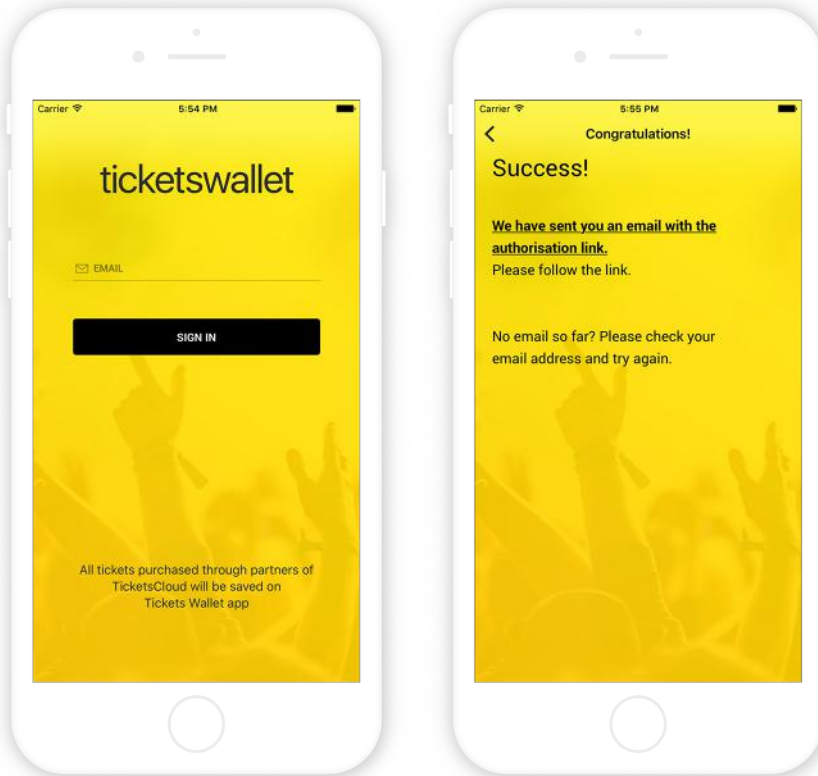 Carrier 5:54 PM
ticketswallet
EMAIL
SIGN IN
All tickets purchased through partners of
TicketsCloud will be saved on
Tickets Wallet app
Carrier 5:55 PM
Congratulations!
Success!
We have sent you an email with the
authorisation link.
Please follow the link.
No email so far? Please check your
email address and try again.